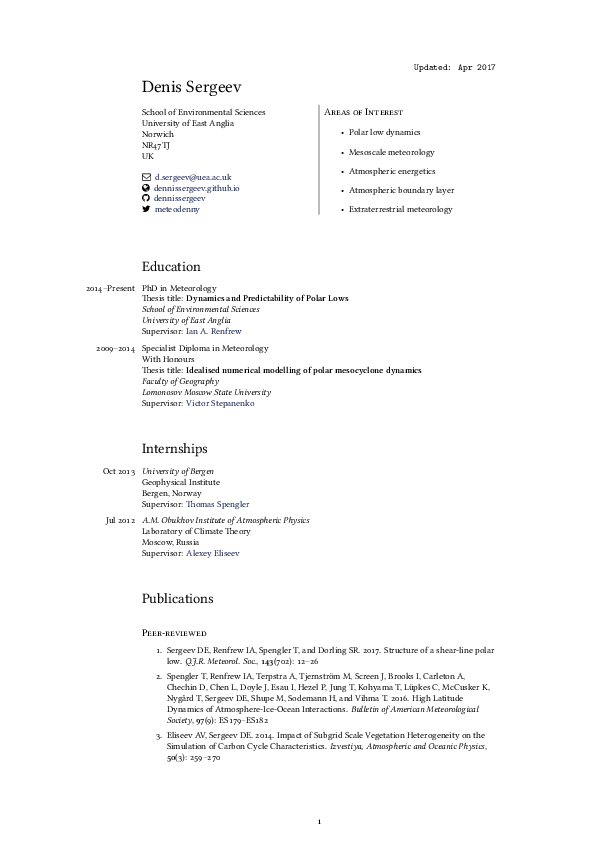 Updated: Apr 2017
Denis Sergeev
School of Environmental Sciences
University of East Anglia
Norwich
NR47TJ
UK
d.sergeev@uea.ac.uk
dennissergeev.github.io
dennissergeev
meteodenny
Areas of Interest
• Polar low dynamics
• Mesoscale meteorology
• Atmospheric energetics
• Atmospheric boundary layer
• Extraterrestrial meteorology
Education
2014–Present PhD in Meteorology
Thesis title: Dynamics and Predictability of Polar Lows
School of Environmental Sciences
University of East Anglia
Supervisor: Ian A. Renfrew
2009–2014 Specialist Diploma in Meteorology
With Honours
Thesis title: Idealised numerical modelling of polar mesocyclone dynamics
Faculty of Geography
Lomonosov Moscow State University
Supervisor: Victor Stepanenko
Internships
Oct 2013 University of Bergen
Geophysical Institute
Bergen, Norway
Supervisor: Thomas Spengler
Jul 2012 A.M. Obukhov Institute of Atmospheric Physics
Laboratory of Climate Theory
Moscow, Russia
Supervisor: Alexey Eliseev
Publications
Peer-reviewed
1. Sergeev DE, Renfrew IA, Spengler T, and Dorling SR. 2017. Structure of a shear-line polar
low. Q.J.R. Meteorol. Soc., 143(702): 12–26
2. Spengler T, Renfrew IA, Terpstra A, Tjernström M, Screen J, Brooks I, Carleton A,
Chechin D, Chen L, Doyle J, Esau I, Hezel P, Jung T, Kohyama T, Lüpkes C, McCusker K,
Nygård T, Sergeev DE, Shupe M, Sodemann H, and Vihma T. 2016. High Latitude
Dynamics of Atmosphere-Ice-Ocean Interactions. Bulletin of American Meteorological
Society, 97(9): ES179–ES182
3. Eliseev AV, Sergeev DE. 2014. Impact of Subgrid Scale Vegetation Heterogeneity on the
Simulation of Carbon Cycle Characteristics. Izvestiya, Atmospheric and Oceanic Physics,
50(3): 259–270
1